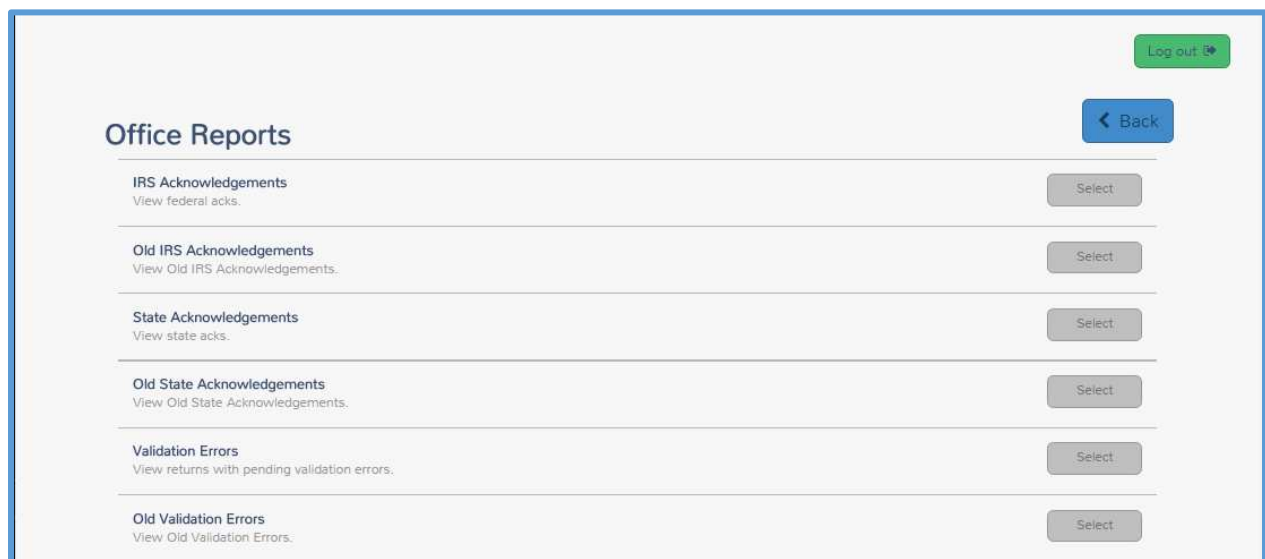 Log out
Back
Office Reports
IRS Acknowledgements
View federal acks.
Select
Old IRS Acknowledgements
View Old IRS Acknowledgements.
Select
State Acknowledgements
View state acks.
Select
Old State Acknowledgements
View Old State Acknowledgements.
Select
Validation Errors
View returns with pending validation errors.
Select
Old Validation Errors
View Old Validation Errors.
Select